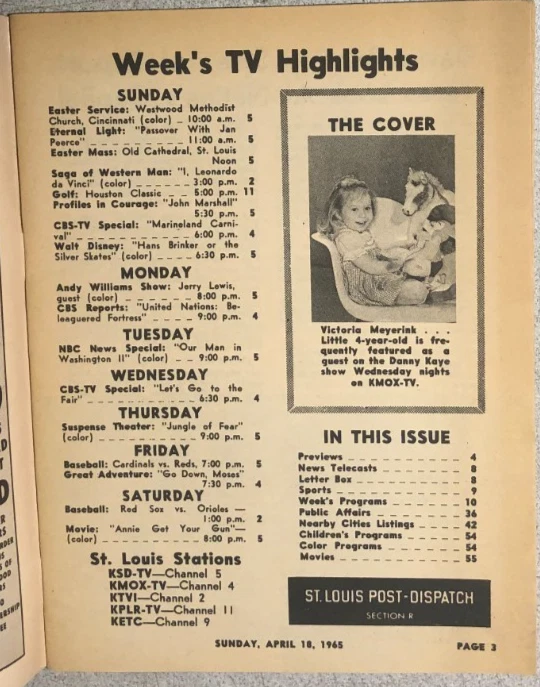 Week's TV Highlights
SUNDAY
Easter Service: Westwood Methodist
Church, Cincinnati (color) _ 10:00 a.m. 5
Eternal Light: "Passover With Jan
Peerce" _ _ _ _ _ _ _ 11:00 a.m. 5
Easter Mass: Old Cathedral, St. Louis
Noon 5
Saga of Western Man: "I, Leonardo
da Vinci" (color) _ _ _ _ _ 3:00 p.m. 2
Golf: Houston Classic _ _ 5:00 p.m. 11
Profiles in Courage: "John Marshall"
5:30 p.m. 5
CBS-TV Special: "Marineland Carni-
val" _ _ _ _ _ _ _ _ _ 6:00 p.m. 4
Walt Disney: "Hans Brinker or the
Silver Skates" (color) _ _ 6:30 p.m. 5
MONDAY
Andy Williams Show: Jerry Lewis,
guest (color) _ _ _ _ _ 8:00 p.m. 5
CBS Reports: "United Nations: Be-
leaguered Fortress" _ _ _ 9:00 p.m. 4
TUESDAY
NBC News Special: "Our Man in
Washington II" (color) _ _ 9:00 p.m. 5
WEDNESDAY
CBS-TV Special: "Let's Go to the
Fair" _ _ _ _ _ _ _ _ _ 6:30 p.m. 4
THURSDAY
Suspense Theater: "Jungle of Fear"
(color) _ _ _ _ _ _ _ _ 9:00 p.m. 5
FRIDAY
Baseball: Cardinals vs. Reds, 7:00 p.m. 5
Great Adventure: "Go Down, Moses"
7:30 p.m. 4
SATURDAY
Baseball: Red Sox vs. Orioles —
1:00 p.m. 2
Movie: "Annie Get Your Gun"—
(color) _ _ _ _ _ _ _ _ 8:00 p.m. 5
St. Louis Stations
KSD-TV—Channel 5
KMOX-TV—Channel 4
KTVI—Channel 2
KPLR-TV—Channel 11
KETC—Channel 9
THE COVER
Victoria Meyerink . . .
Little 4-year-old is fre-
quently featured as a
guest on the Danny Kaye
show Wednesday nights
on KMOX-TV.
IN THIS ISSUE
Previews _ _ _ _ _ _ _ _ 4
News Telecasts _ _ _ _ _ _ 8
Letter Box _ _ _ _ _ _ _ 8
Sports _ _ _ _ _ _ _ _ _ 9
Week's Programs _ _ _ _ _ 10
Public Affairs _ _ _ _ _ _ 36
Nearby Cities Listings _ _ _ 42
Children's Programs _ _ _ _ 54
Color Programs _ _ _ _ _ _ 54
Movies _ _ _ _ _ _ _ _ _ 55
ST. LOUIS POST-DISPATCH
SECTION R
SUNDAY, APRIL 18, 1965 PAGE 3